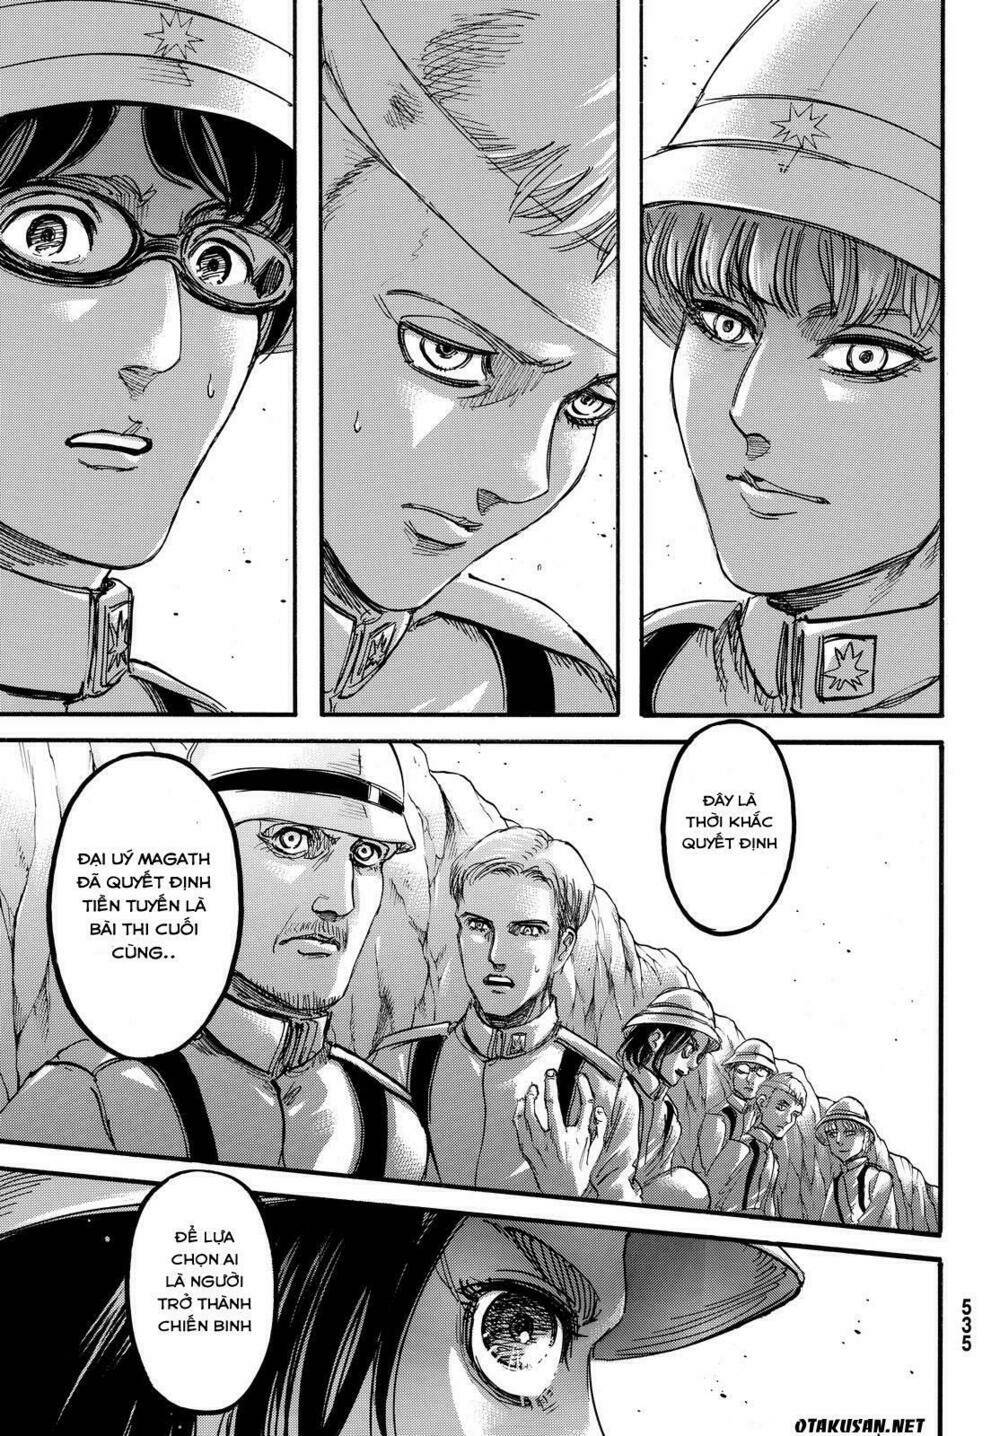 ĐÂY LÀ
THỜI KHẮC
QUYẾT ĐỊNH
ĐẠI UÝ MAGATH
ĐÃ QUYẾT ĐỊNH
TIỀN TUYẾN LÀ
BÀI THI CUỐI
CÙNG..
ĐỂ LỰA
CHỌN AI
LÀ NGƯỜI
TRỞ THÀNH
CHIẾN BINH
535
OTAKUSAN.NET